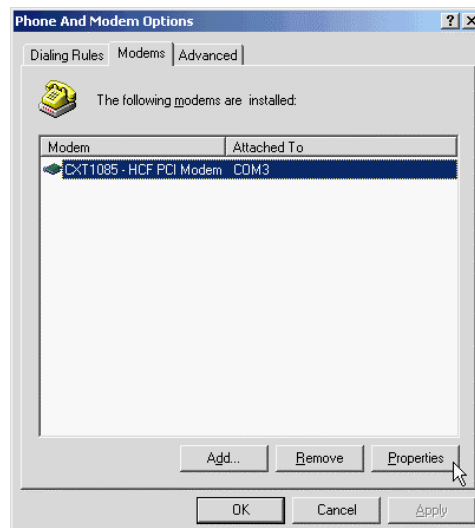 Phone And Modem Options
Dialing Rules Modems Advanced
The following modems are installed:
Modem Attached To
CXT1085 - HCF PCI Modem COM3
Add... Remove Properties
OK Cancel Apply